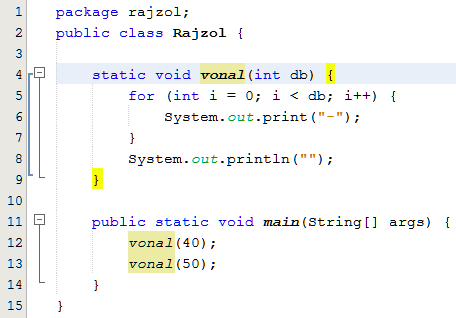 1 package rajzol;
2 public class Rajzol {
3
4 static void vonal(int db) {
5 for (int i = 0; i < db; i++) {
6 System.out.print("-");
7 }
8 System.out.println("");
9 }
10
11 public static void main(String[] args) {
12 vonal(40);
13 vonal(50);
14 }
15 }